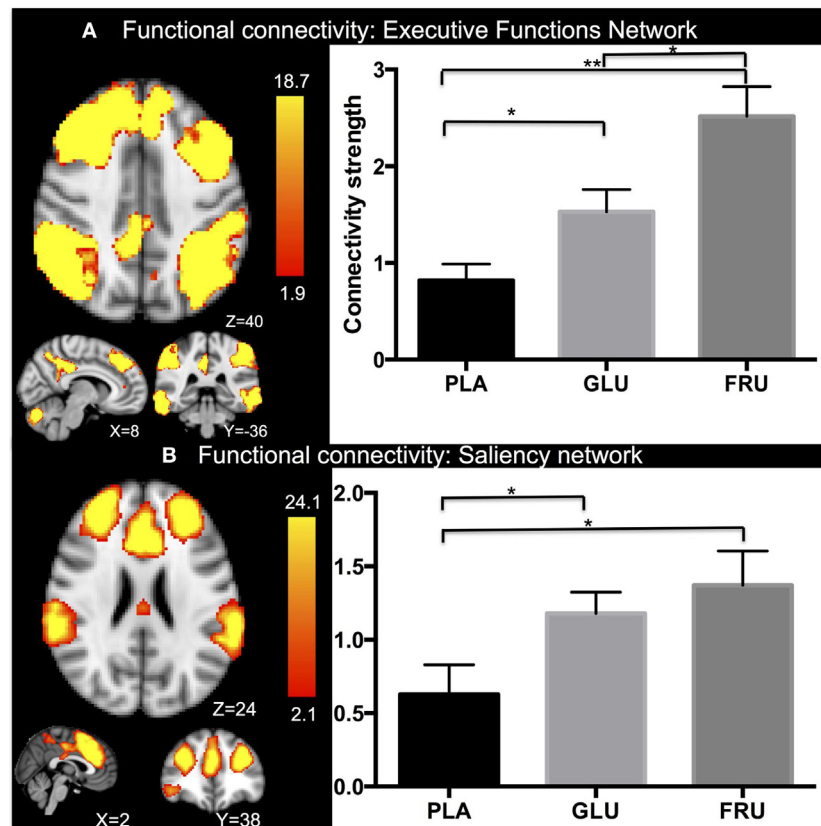 A Functional connectivity: Executive Functions Network
18.7
1.9
Z=40
X=8
Y=-36
Connectivity strength
3
2
1
0
*
**
*
PLA
GLU
FRU
B Functional connectivity: Saliency network
24.1
2.1
Z=24
X=2
Y=38
2.0
1.5
1.0
0.5
0.0
*
*
PLA
GLU
FRU